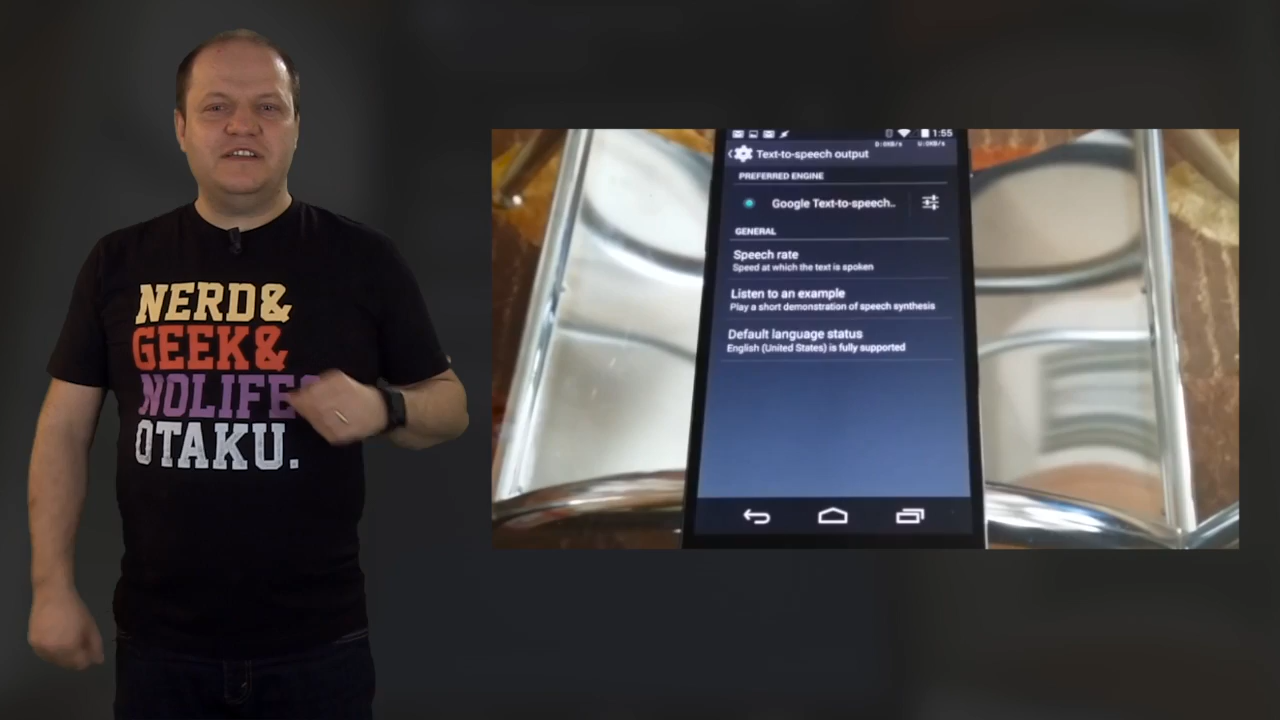 NERD&
GEEK&
NOLIFE&
OTAKU.
1:55
Text-to-speech output
PREFERRED ENGINE
Google Text-to-speech..
GENERAL
Speech rate
Speed at which the text is spoken
Listen to an example
Play a short demonstration of speech synthesis
Default language status
English (United States) is fully supported